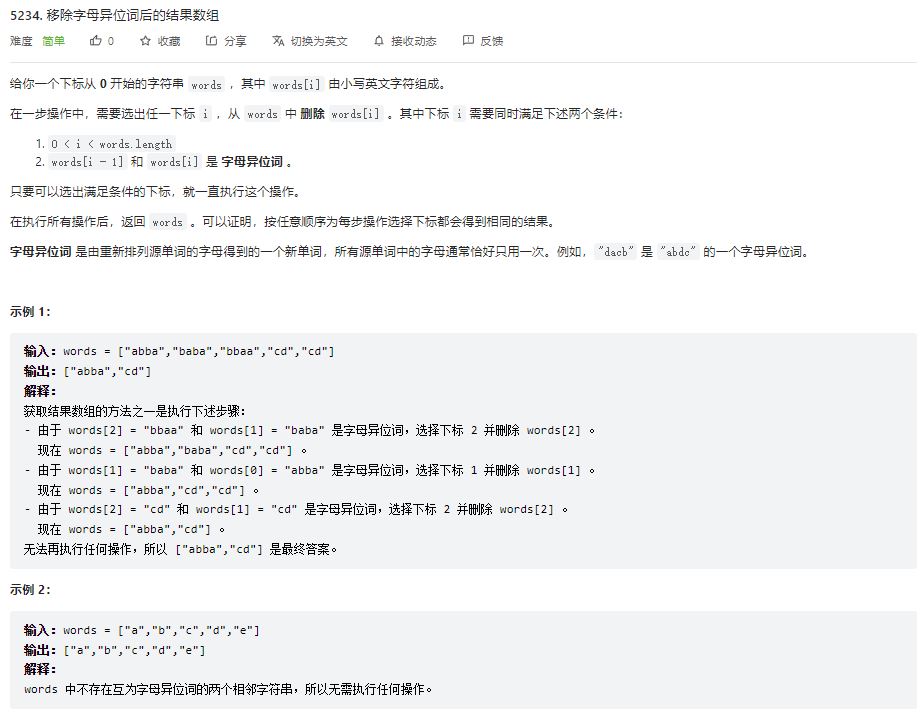 5234. 移除字母异位词后的结果数组
难度 简单 0 收藏 分享 切换为英文 接收动态 反馈
给你一个下标从 0 开始的字符串 words ，其中 words[i] 由小写英文字符组成。
在一步操作中，需要选出任一下标 i ，从 words 中 删除 words[i] 。其中下标 i 需要同时满足下述两个条件：
1. 0 < i < words.length
2. words[i - 1] 和 words[i] 是 字母异位词 。
只要可以选出满足条件的下标，就一直执行这个操作。
在执行所有操作后，返回 words 。可以证明，按任意顺序为每步操作选择下标都会得到相同的结果。
字母异位词 是由重新排列源单词的字母得到的一个新单词，所有源单词中的字母通常恰好只用一次。例如， "dacb" 是 "abdc" 的一个字母异位词。
示例 1：
输入：words = ["abba","baba","bbaa","cd","cd"]
输出：["abba","cd"]
解释：
获取结果数组的方法之一是执行下述步骤：
- 由于 words[2] = "bbaa" 和 words[1] = "baba" 是字母异位词，选择下标 2 并删除 words[2] 。
现在 words = ["abba","baba","cd","cd"] 。
- 由于 words[1] = "baba" 和 words[0] = "abba" 是字母异位词，选择下标 1 并删除 words[1] 。
现在 words = ["abba","cd","cd"] 。
- 由于 words[2] = "cd" 和 words[1] = "cd" 是字母异位词，选择下标 2 并删除 words[2] 。
现在 words = ["abba","cd"] 。
无法再执行任何操作，所以 ["abba","cd"] 是最终答案。
示例 2：
输入：words = ["a","b","c","d","e"]
输出：["a","b","c","d","e"]
解释：
words 中不存在互为字母异位词的两个相邻字符串，所以无需执行任何操作。